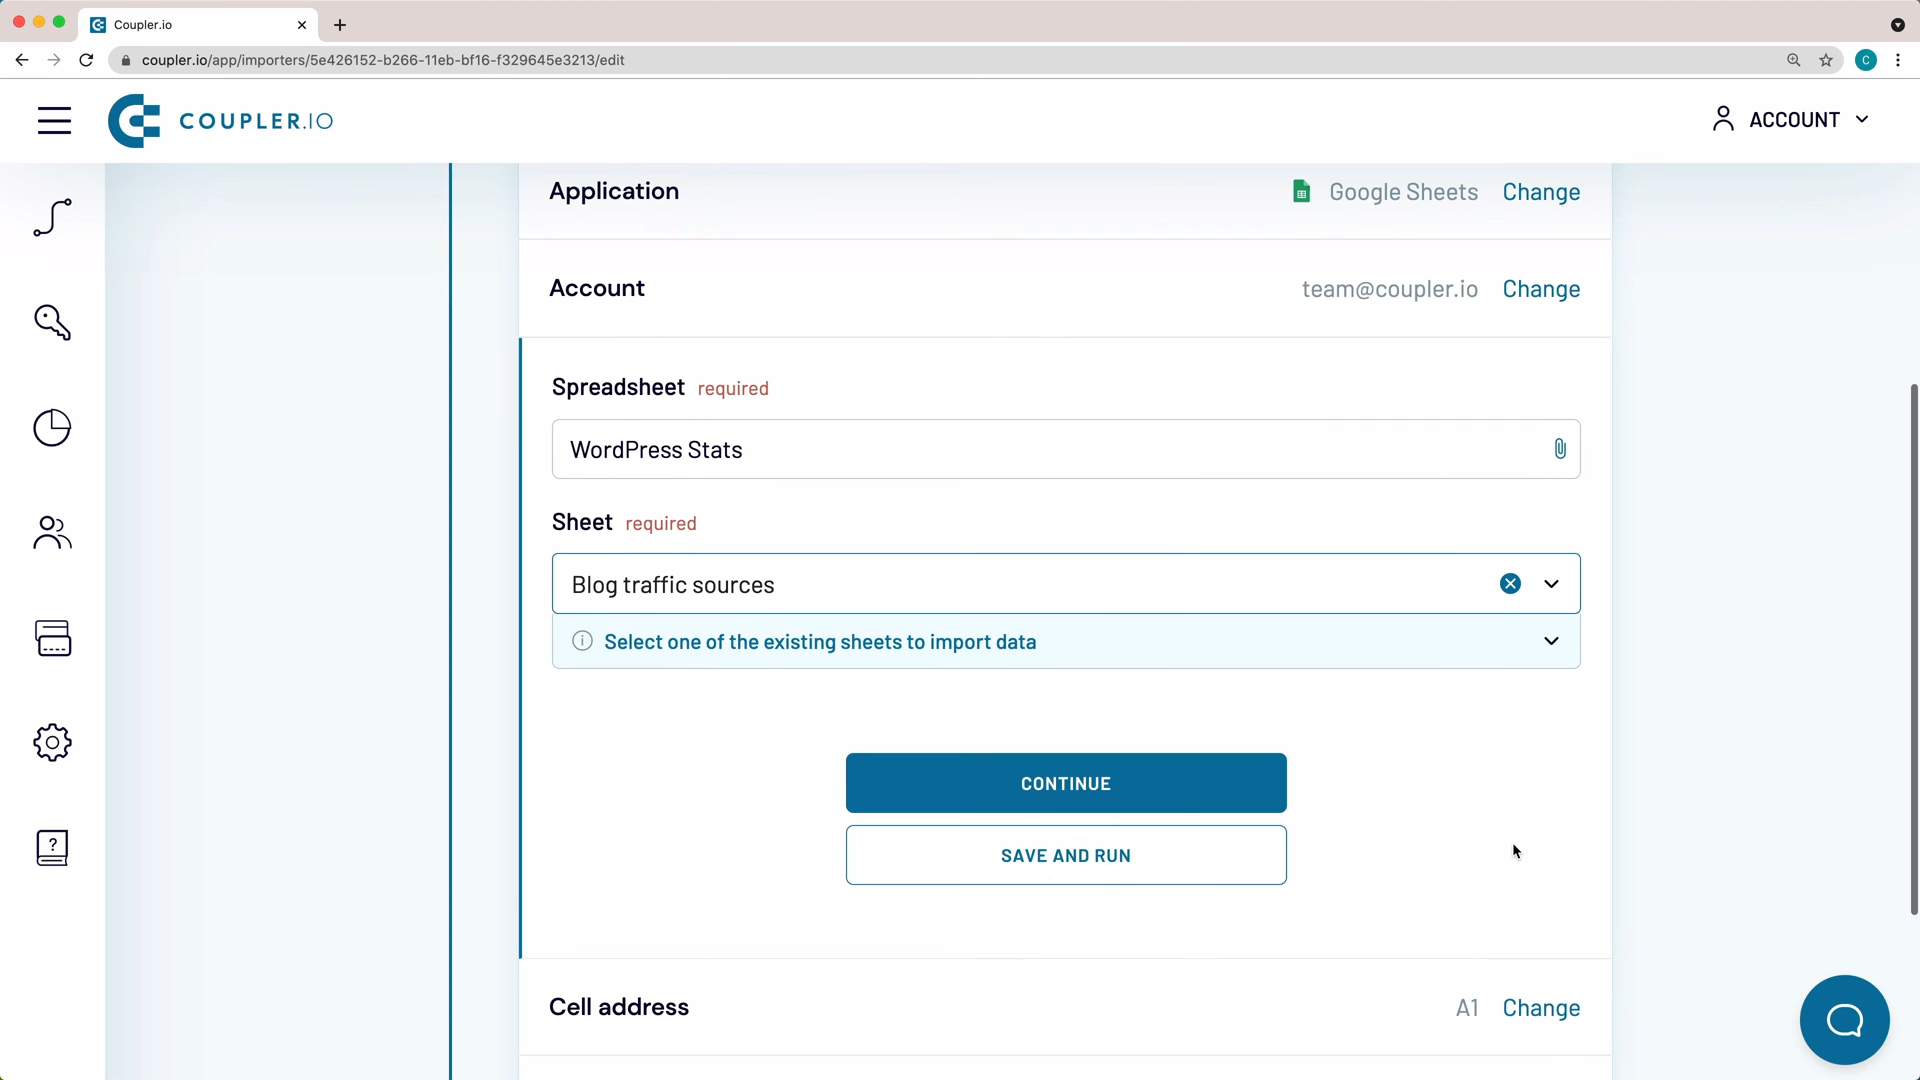 Coupler.io
coupler.io/app/importers/5e426152-b266-11eb-bf16-f329645e3213/edit
C
COUPLER.IO
ACCOUNT
Application
Google Sheets Change
Account
team@coupler.io Change
Spreadsheet required
WordPress Stats
Sheet required
Blog traffic sources
Select one of the existing sheets to import data
CONTINUE
SAVE AND RUN
Cell address
A1 Change